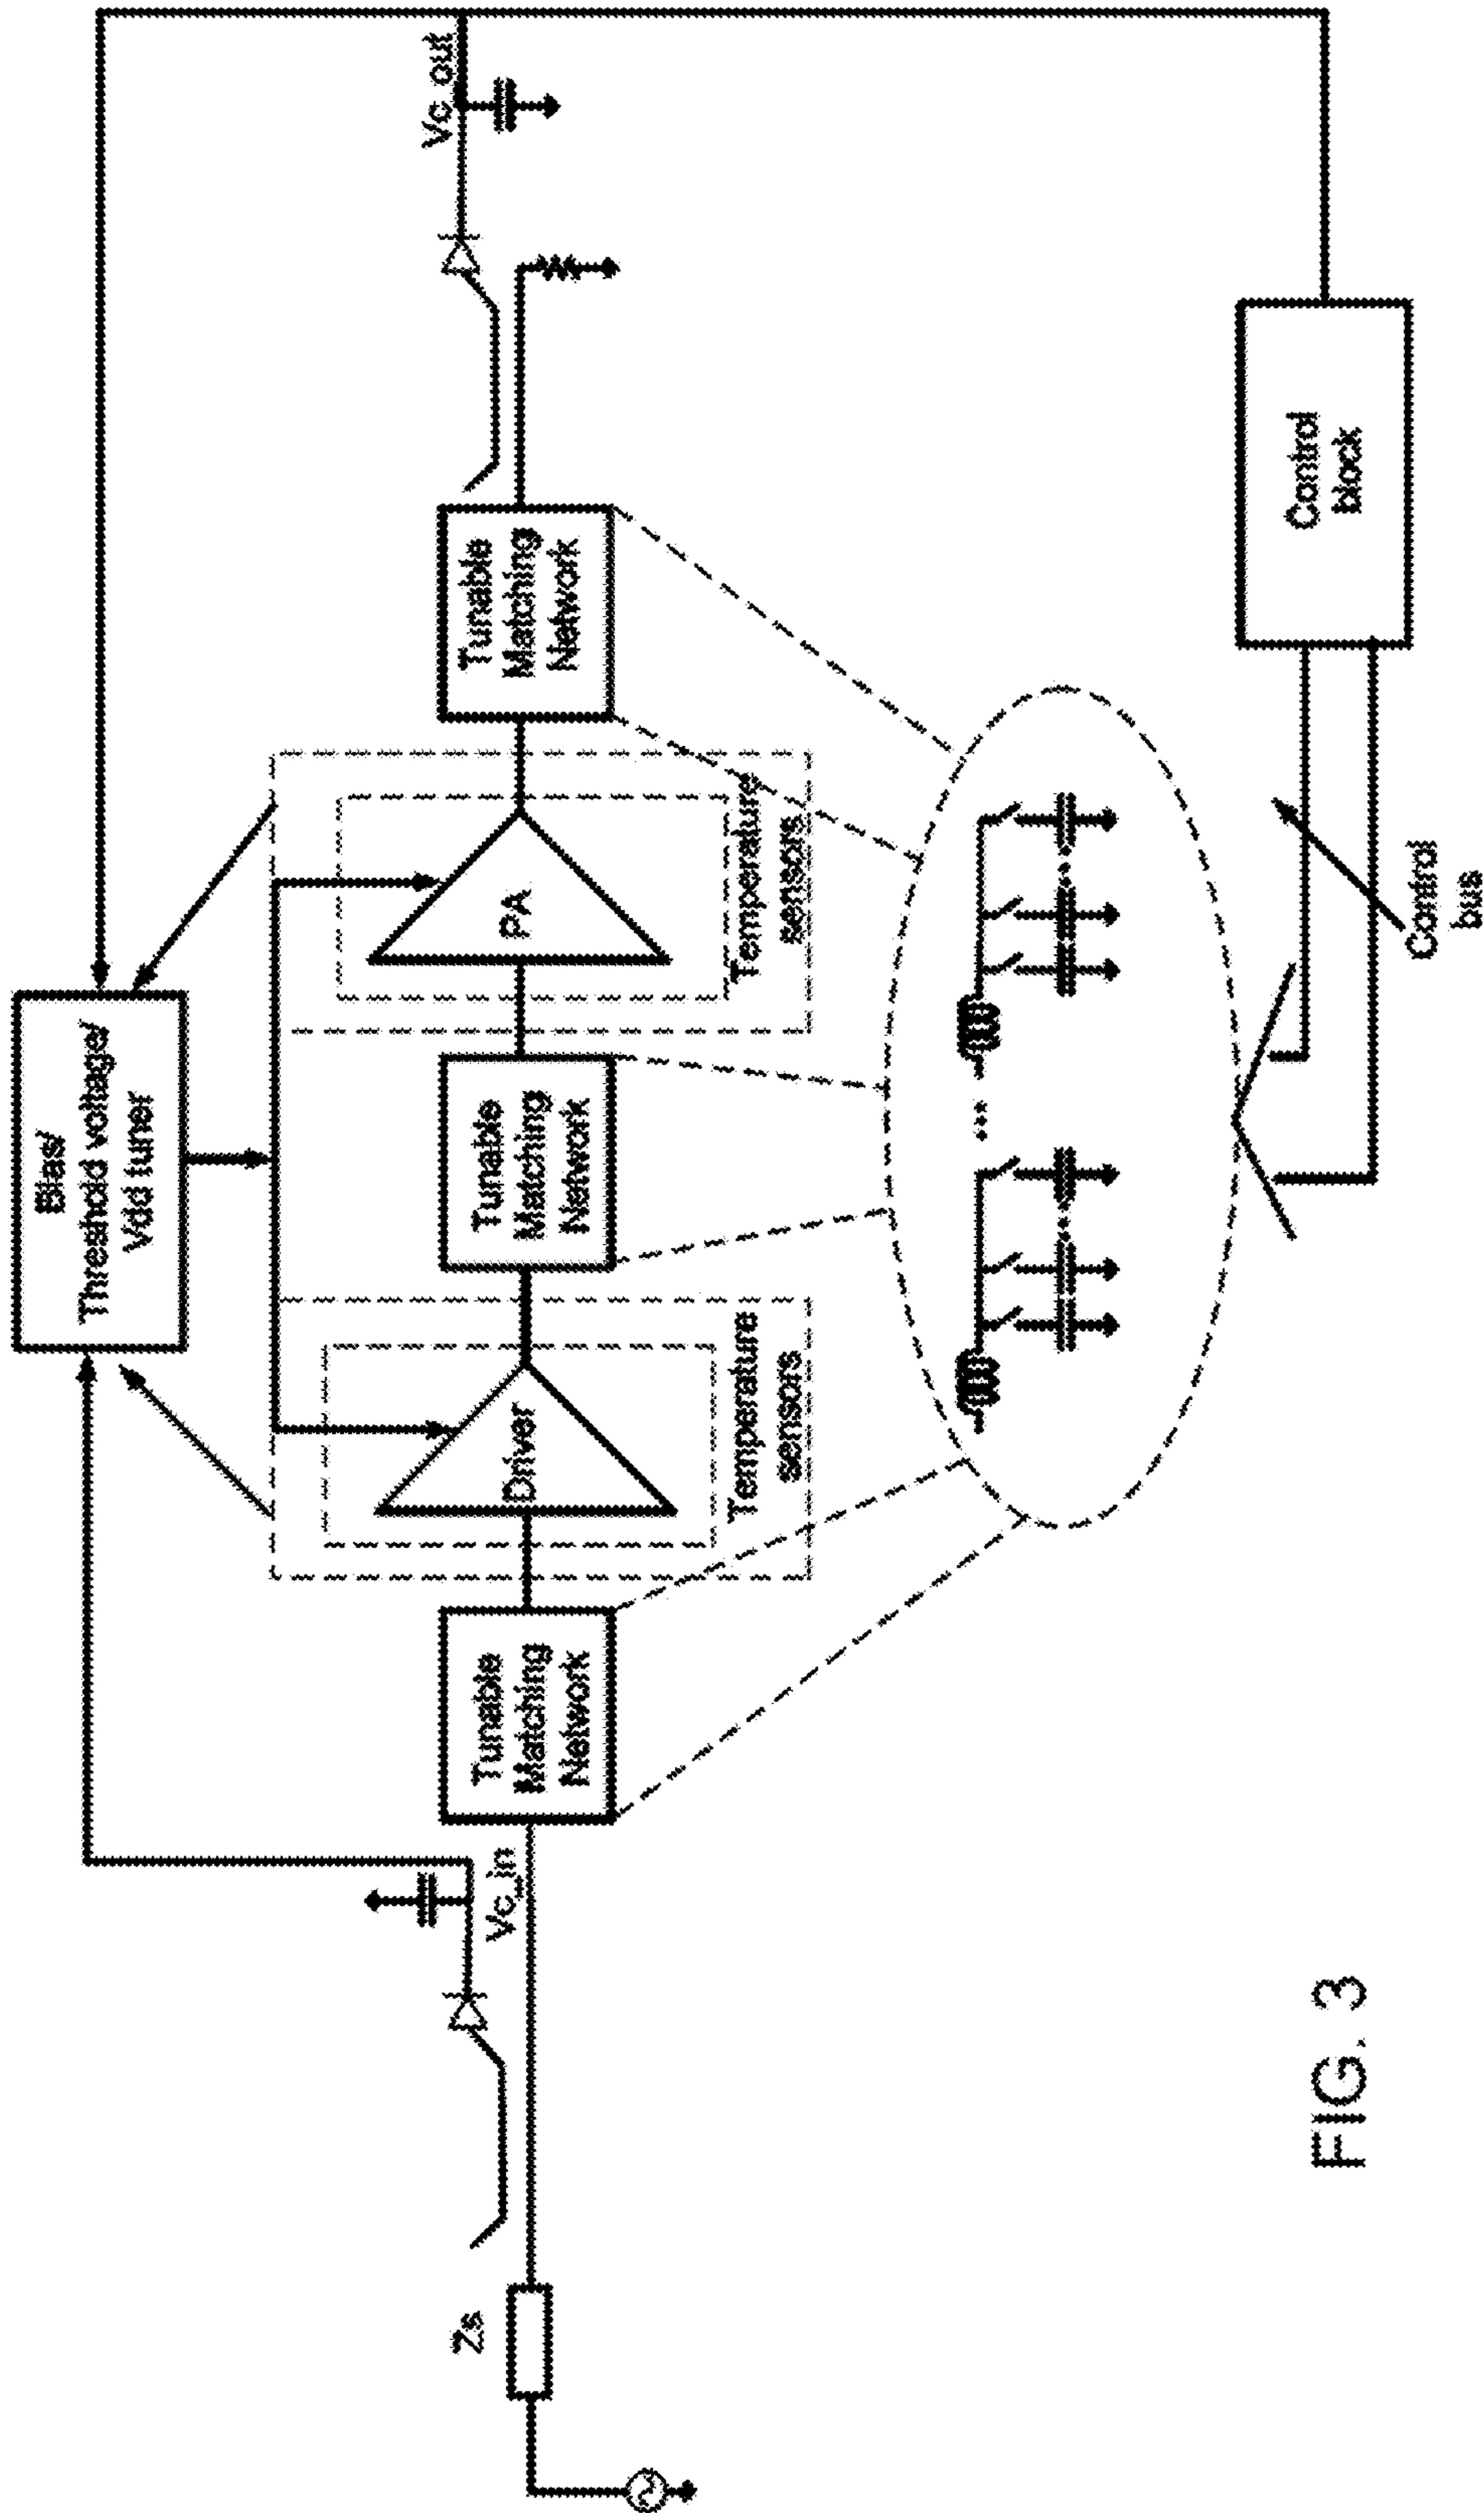 Bias/
Threshold voltage/
Vdd tuner
Zs
Vc_in
Tunable
Matching
Network
Driver
Temperature
sensors
Tunable
Matching
Network
PA
Temperature
sensors
Tunable
Matching
Network
Vc_out
Control
bus
Control
block
FIG. 3